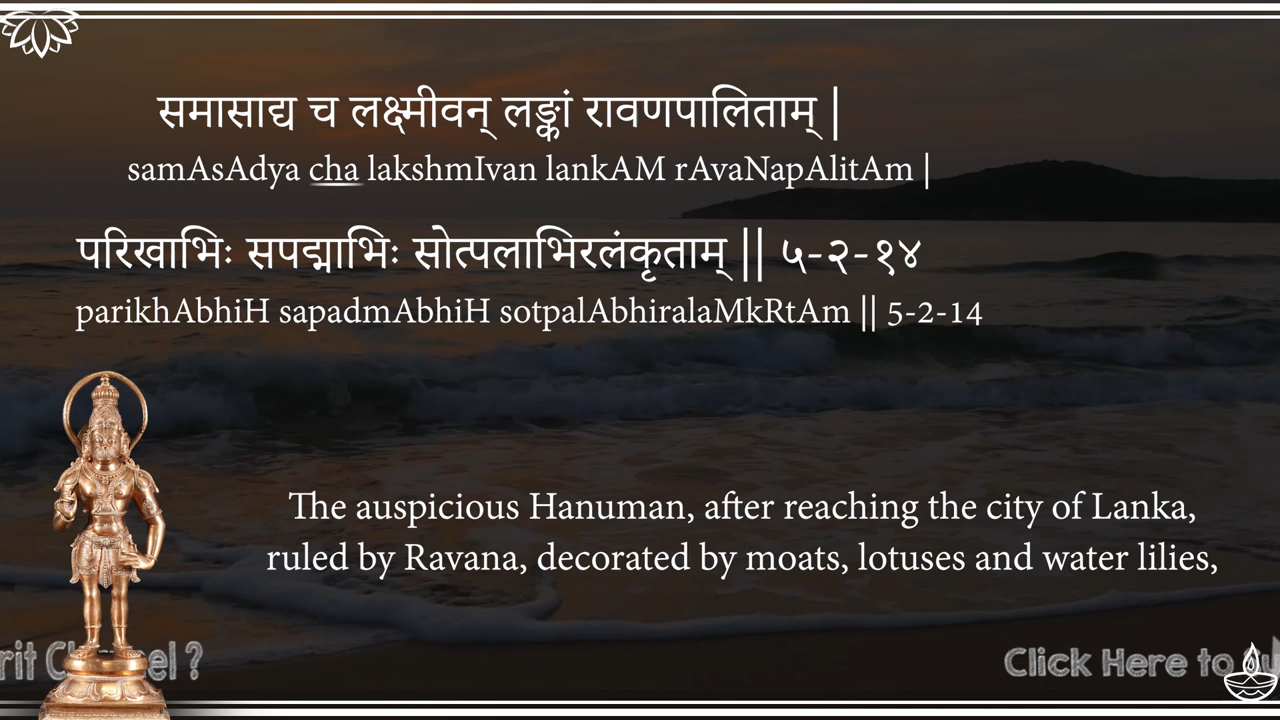 समासाद्य च लक्ष्मीवन् लङ्कां रावणपालिताम् |
samAsAdya cha lakshmIvan lankAM rAvaNapAlitAm |
परिखाभिः सपद्माभिः सोत्पलाभिरलंकृताम् || ५-२-१४
parikhAbhiH sapadmAbhiH sotpalAbhiralaMkRtAm || 5-2-14
The auspicious Hanuman, after reaching the city of Lanka,
ruled by Ravana, decorated by moats, lotuses and water lilies,
?
Click Here to